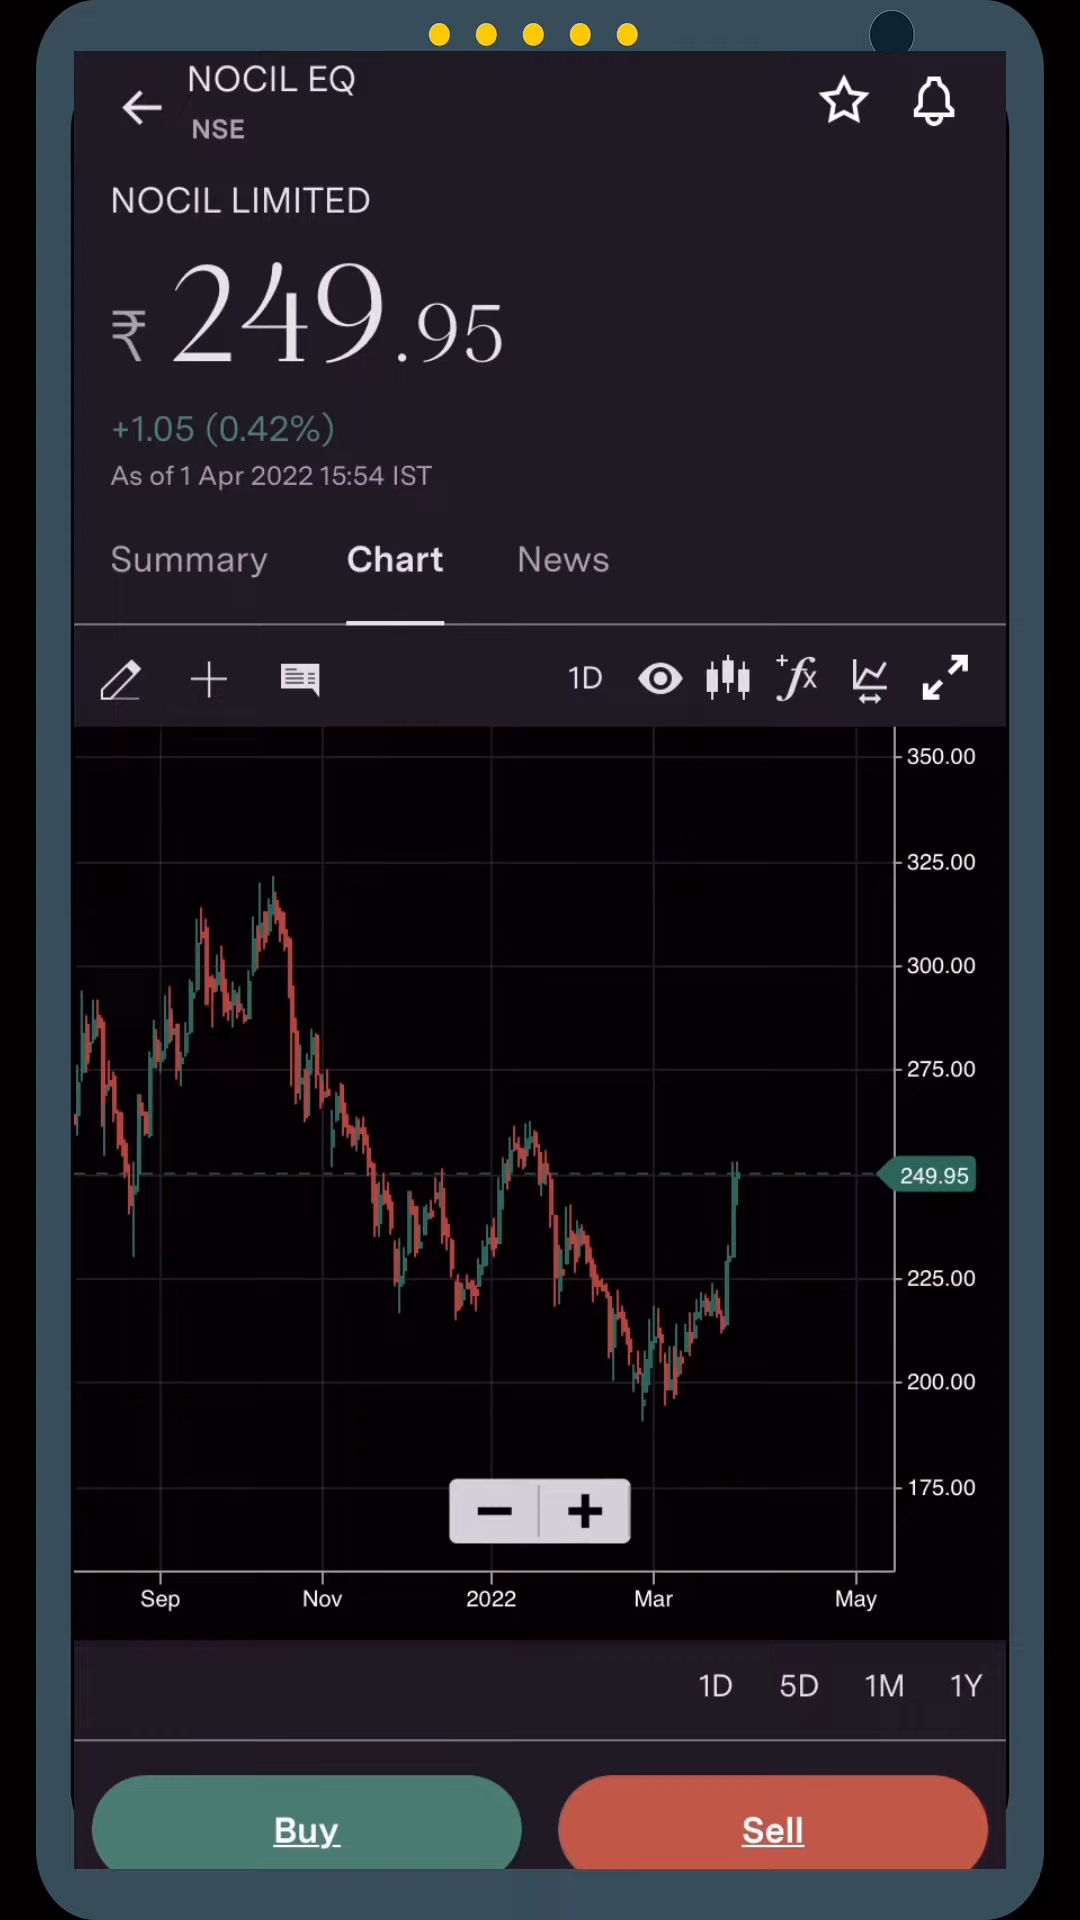 NOCIL EQ
NSE
NOCIL LIMITED
₹ 249.95
+1.05 (0.42%)
As of 1 Apr 2022 15:54 IST
Summary Chart News
1D +fx
350.00
325.00
300.00
275.00
249.95
225.00
200.00
175.00
Sep Nov 2022 Mar May
1D 5D 1M 1Y
Buy Sell